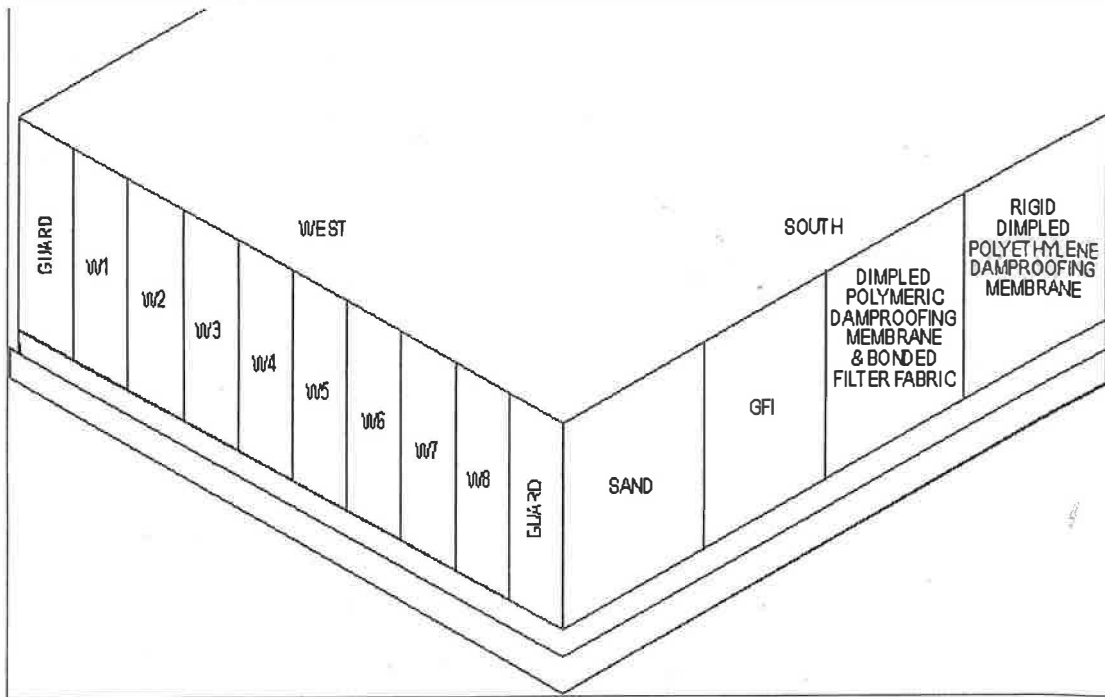 WEST
SOUTH
GUARD
W1
W2
W3
W4
W5
W6
W7
W8
GUARD
SAND
GFI
DIMPLED
POLYMERIC
DAMPROOFING
MEMBRANE
& BONDED
FILTER FABRIC
RIGID
DIMPLED
POLYETHYLENE
DAMPROOFING
MEMBRANE